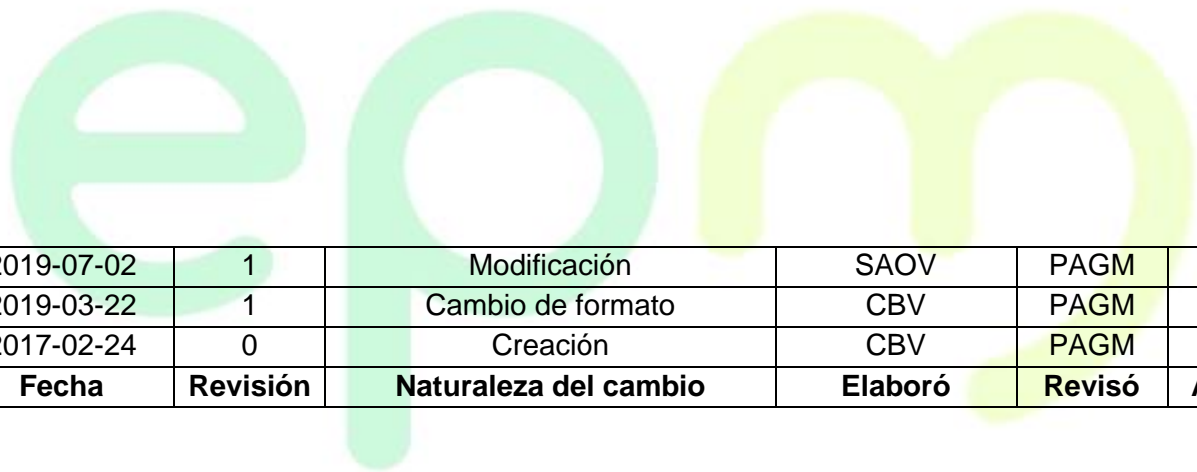 epm
2019-07-02 1 Modificación SAOV PAGM
2019-03-22 1 Cambio de formato CBV PAGM
2017-02-24 0 Creación CBV PAGM
Fecha Revisión Naturaleza del cambio Elaboró Revisó